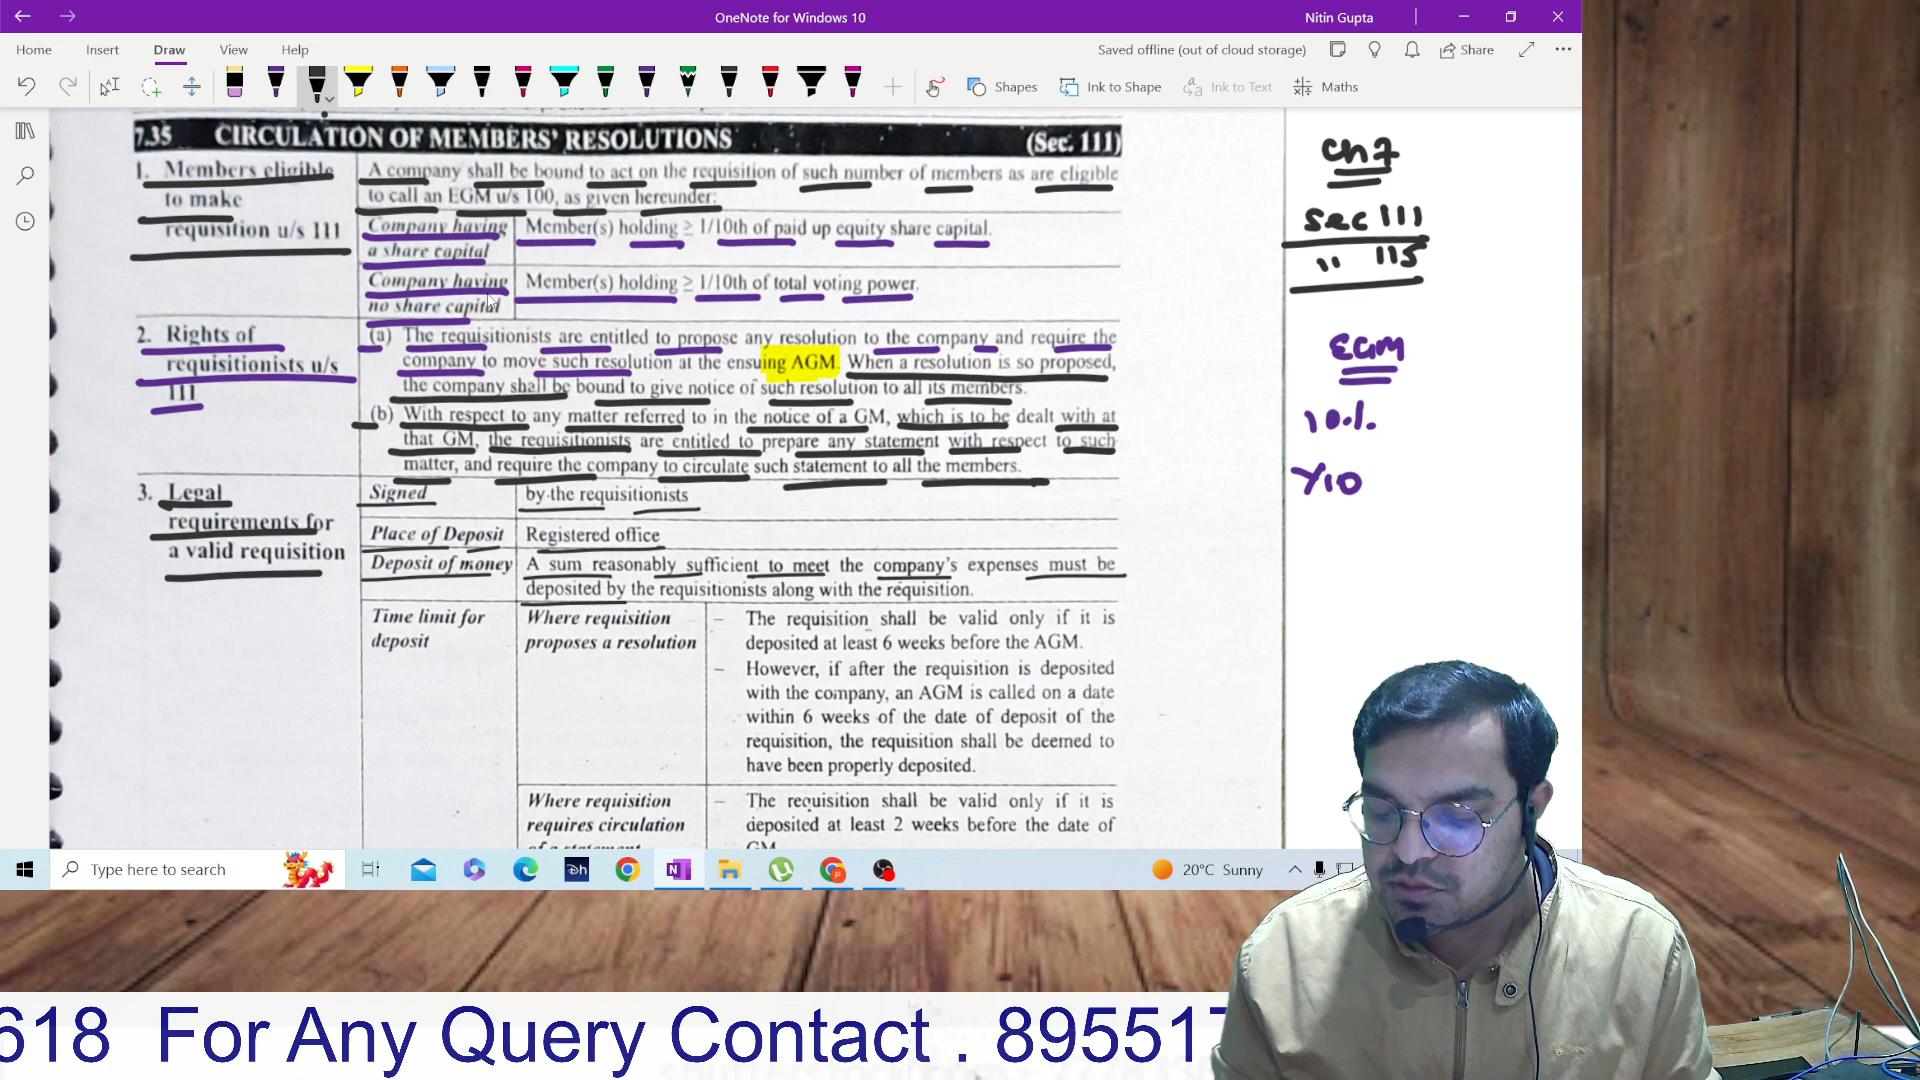 OneNote for Windows 10
Nitin Gupta
Home Insert Draw View Help
Saved offline (out of cloud storage)
Share
Shapes
Ink to Shape
Ink to Text
Maths
7.35 CIRCULATION OF MEMBERS' RESOLUTIONS (Sec. 111)
1. Members eligible to make requisition u/s 111
A company shall be bound to act on the requisition of such number of members as are eligible
to call an EGM u/s 100, as given hereunder:
Company having a share capital
Member(s) holding ≥ 1/10th of paid up equity share capital.
Company having no share capital
Member(s) holding ≥ 1/10th of total voting power.
2. Rights of requisitionists u/s 111
(a) The requisitionists are entitled to propose any resolution to the company and require the
company to move such resolution at the ensuing AGM. When a resolution is so proposed,
the company shall be bound to give notice of such resolution to all its members.
(b) With respect to any matter referred to in the notice of a GM, which is to be dealt with at
that GM, the requisitionists are entitled to prepare any statement with respect to such
matter, and require the company to circulate such statement to all the members.
3. Legal requirements for a valid requisition
Signed
by the requisitionists
Place of Deposit
Registered office
Deposit of money
A sum reasonably sufficient to meet the company's expenses must be
deposited by the requisitionists along with the requisition.
Time limit for deposit
Where requisition proposes a resolution
– The requisition shall be valid only if it is
deposited at least 6 weeks before the AGM.
– However, if after the requisition is deposited
with the company, an AGM is called on a date
within 6 weeks of the date of deposit of the
requisition, the requisition shall be deemed to
have been properly deposited.
Where requisition
requires circulation
of a statement
– The requisition shall be valid only if it is
deposited at least 2 weeks before the date of
GM
Ch 7
Sec 111
" 115
EGM
10%
1/10
Type here to search
20°C Sunny
618 For Any Query Contact . 89551